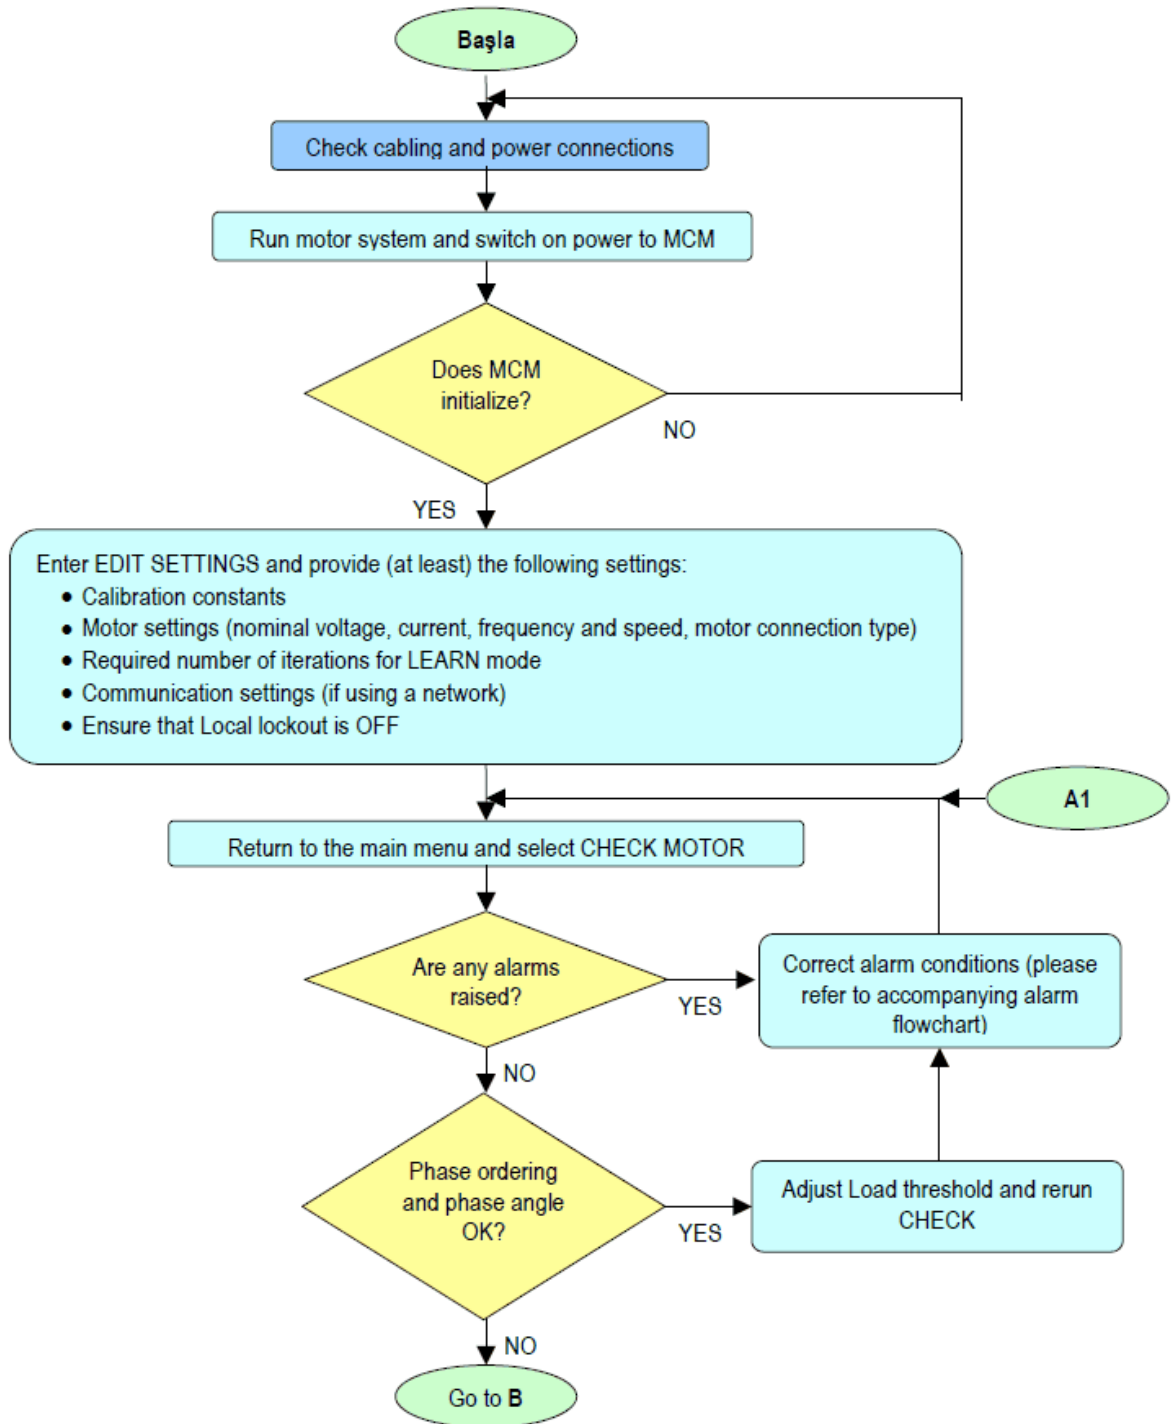 Başla
Check cabling and power connections
Run motor system and switch on power to MCM
Does MCM
initialize?
NO
YES
Enter EDIT SETTINGS and provide (at least) the following settings:
• Calibration constants
• Motor settings (nominal voltage, current, frequency and speed, motor connection type)
• Required number of iterations for LEARN mode
• Communication settings (if using a network)
• Ensure that Local lockout is OFF
A1
Return to the main menu and select CHECK MOTOR
Are any alarms
raised?
YES
Correct alarm conditions (please
refer to accompanying alarm
flowchart)
NO
Phase ordering
and phase angle
OK?
YES
Adjust Load threshold and rerun
CHECK
NO
Go to B